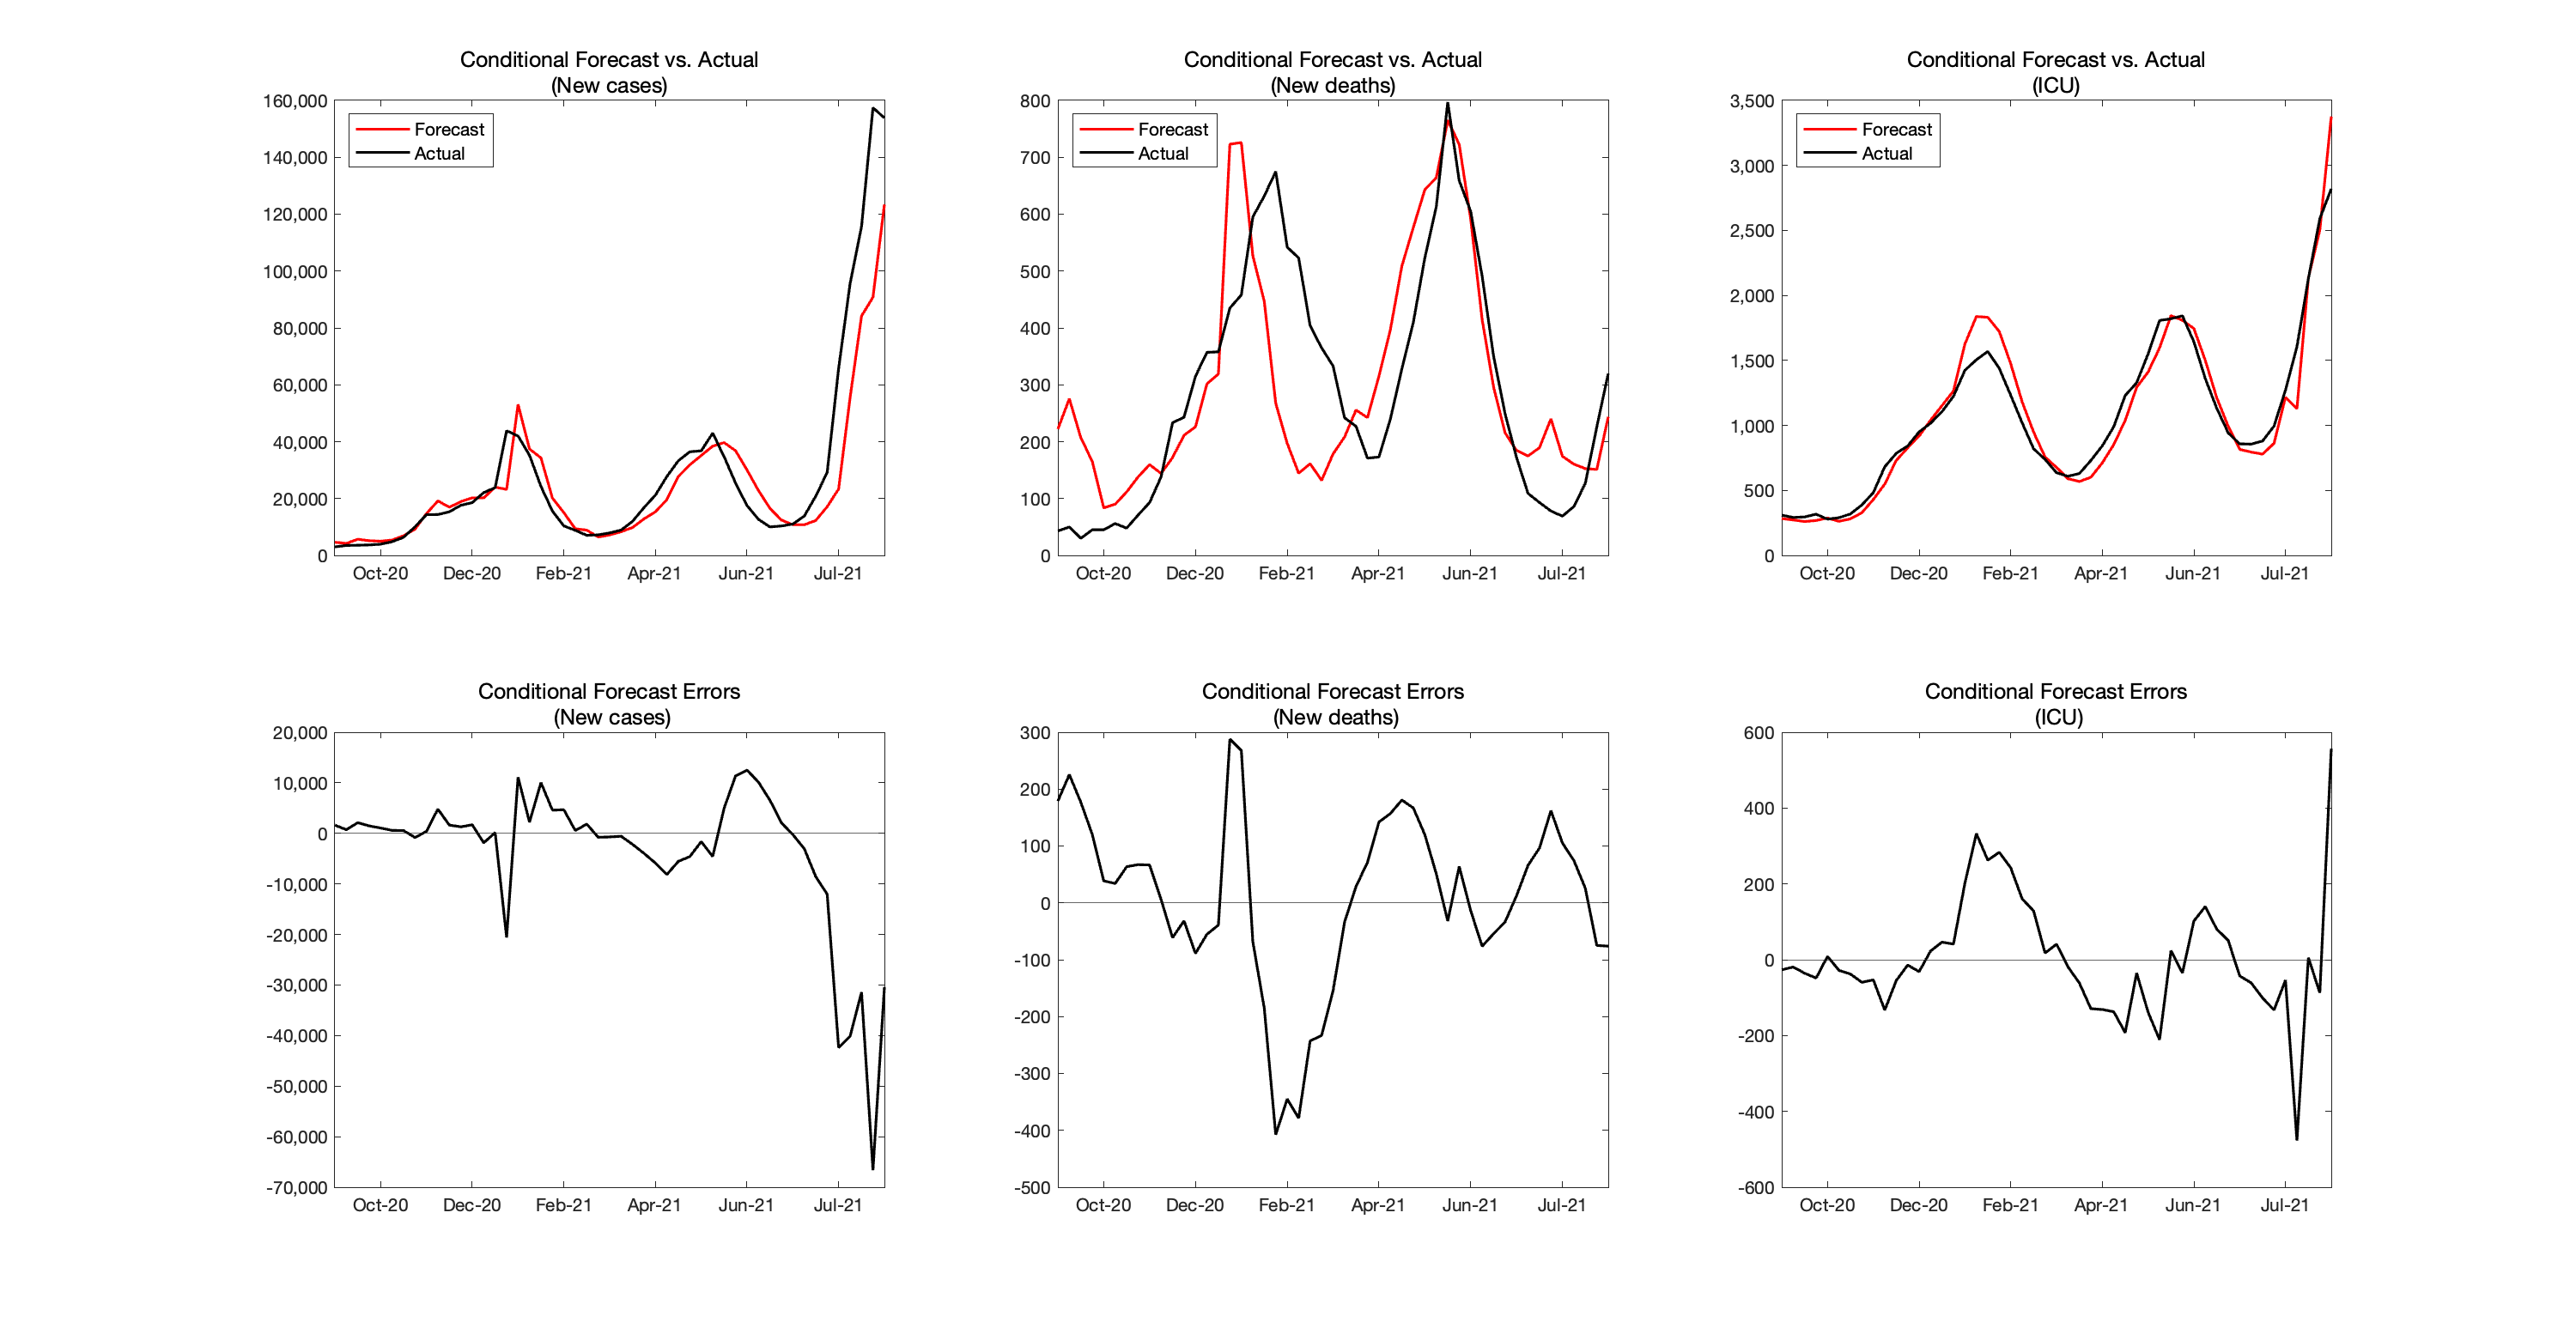 Conditional Forecast vs. Actual
(New cases)
160,000
140,000
120,000
100,000
80,000
60,000
40,000
20,000
0
Forecast
Actual
Oct-20 Dec-20 Feb-21 Apr-21 Jun-21 Jul-21
Conditional Forecast vs. Actual
(New deaths)
800
700
600
500
400
300
200
100
0
Forecast
Actual
Oct-20 Dec-20 Feb-21 Apr-21 Jun-21 Jul-21
Conditional Forecast vs. Actual
(ICU)
3,500
3,000
2,500
2,000
1,500
1,000
500
0
Forecast
Actual
Oct-20 Dec-20 Feb-21 Apr-21 Jun-21 Jul-21
Conditional Forecast Errors
(New cases)
20,000
10,000
0
-10,000
-20,000
-30,000
-40,000
-50,000
-60,000
-70,000
Oct-20 Dec-20 Feb-21 Apr-21 Jun-21 Jul-21
Conditional Forecast Errors
(New deaths)
300
200
100
0
-100
-200
-300
-400
-500
Oct-20 Dec-20 Feb-21 Apr-21 Jun-21 Jul-21
Conditional Forecast Errors
(ICU)
600
400
200
0
-200
-400
-600
Oct-20 Dec-20 Feb-21 Apr-21 Jun-21 Jul-21